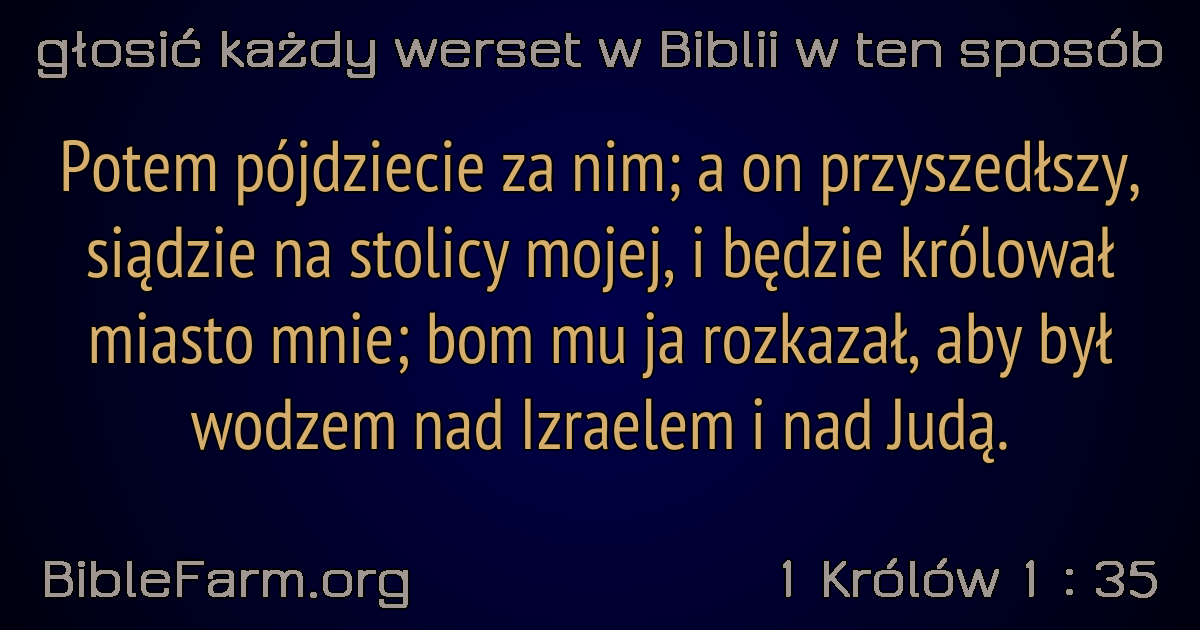 głosić każdy werset w Biblii w ten sposób
Potem pójdziecie za nim; a on przyszedłszy,
siądzie na stolicy mojej, i będzie królował
miasto mnie; bom mu ja rozkazał, aby był
wodzem nad Izraelem i nad Judą.
BibleFarm.org
1 Królów 1 : 35